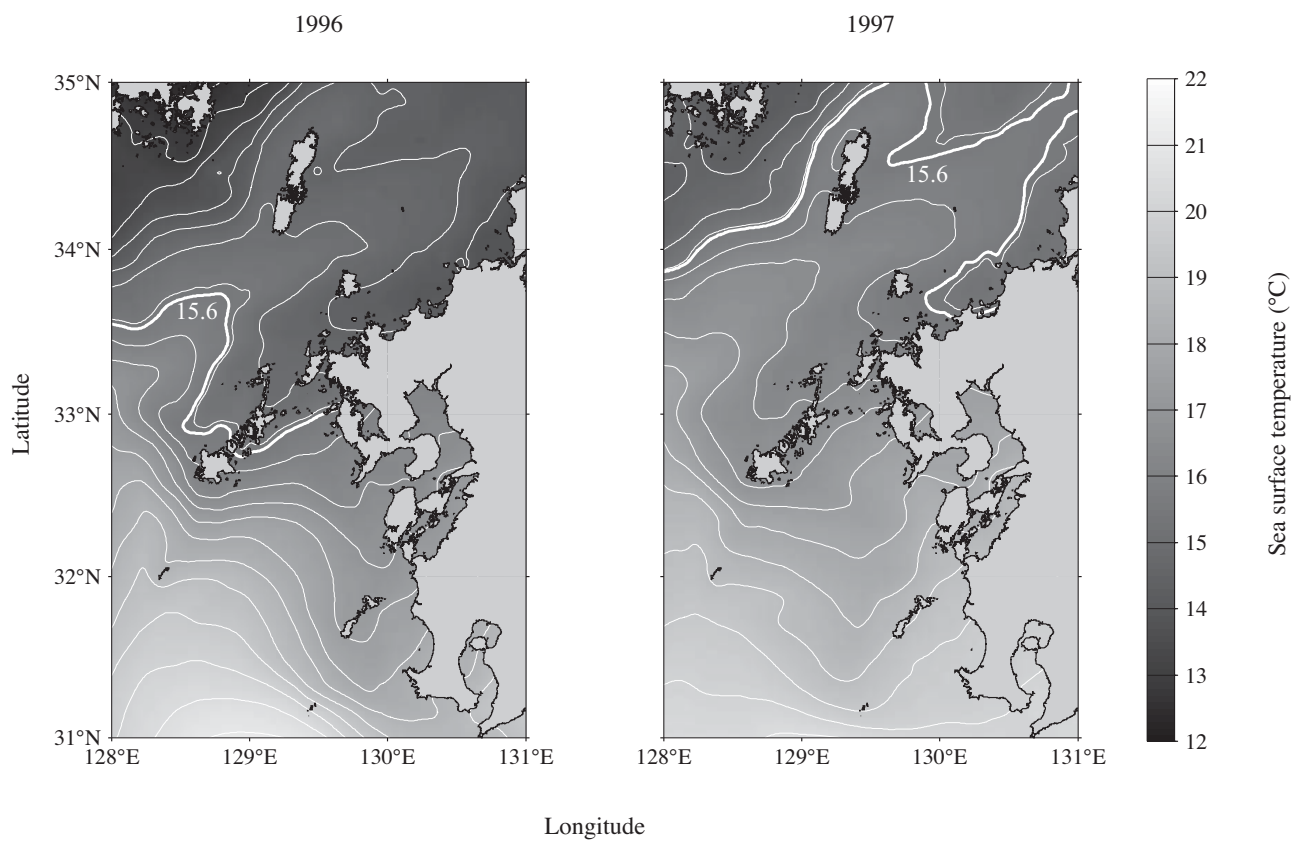 1996
1997
35°N
34°N
33°N
32°N
31°N
128°E
129°E
130°E
131°E
128°E
129°E
130°E
131°E
15.6
15.6
22
21
20
19
18
17
16
15
14
13
12
Latitude
Longitude
Sea surface temperature (°C)